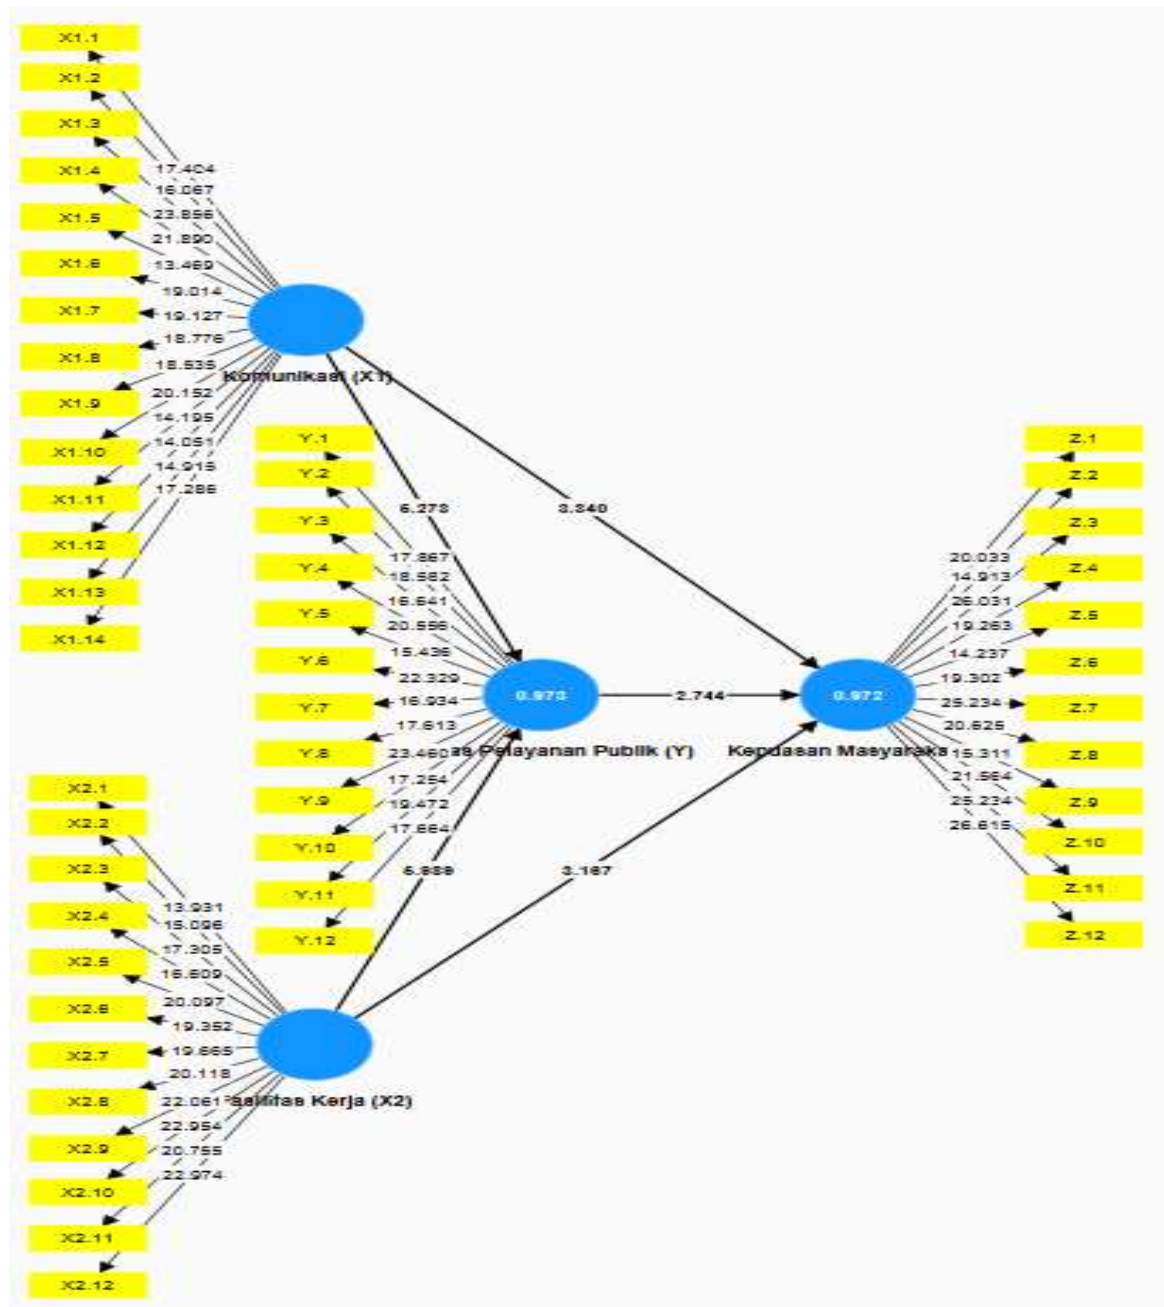 X1.1
X1.2
X1.3
X1.4
X1.5
X1.6
X1.7
X1.8
X1.9
X1.10
X1.11
X1.12
X1.13
X1.14
17.404
16.067
23.856
21.890
13.469
19.014
19.127
18.776
18.535
20.152
14.195
14.051
14.915
17.286
Komunikasi (X1)
3.340
Y.1
Y.2
Y.3
Y.4
Y.5
Y.6
Y.7
Y.8
Y.9
Y.10
Y.11
Y.12
17.867
18.582
16.641
20.556
15.436
22.329
16.934
17.613
23.460
17.254
19.472
17.664
as Pelayanan Publik (Y)
2.744
0.972
Kepuasan Masyaraka
Z.1
Z.2
Z.3
Z.4
Z.5
Z.6
Z.7
Z.8
Z.9
Z.10
Z.11
Z.12
20.033
14.913
26.031
19.263
14.237
19.302
25.234
20.625
15.311
21.564
25.234
26.615
X2.1
X2.2
X2.3
X2.4
X2.5
X2.6
X2.7
X2.8
X2.9
X2.10
X2.11
X2.12
13.931
15.096
17.305
16.609
20.097
19.352
19.665
20.118
22.061
22.954
20.755
22.974
Kerja (X2)
3.167